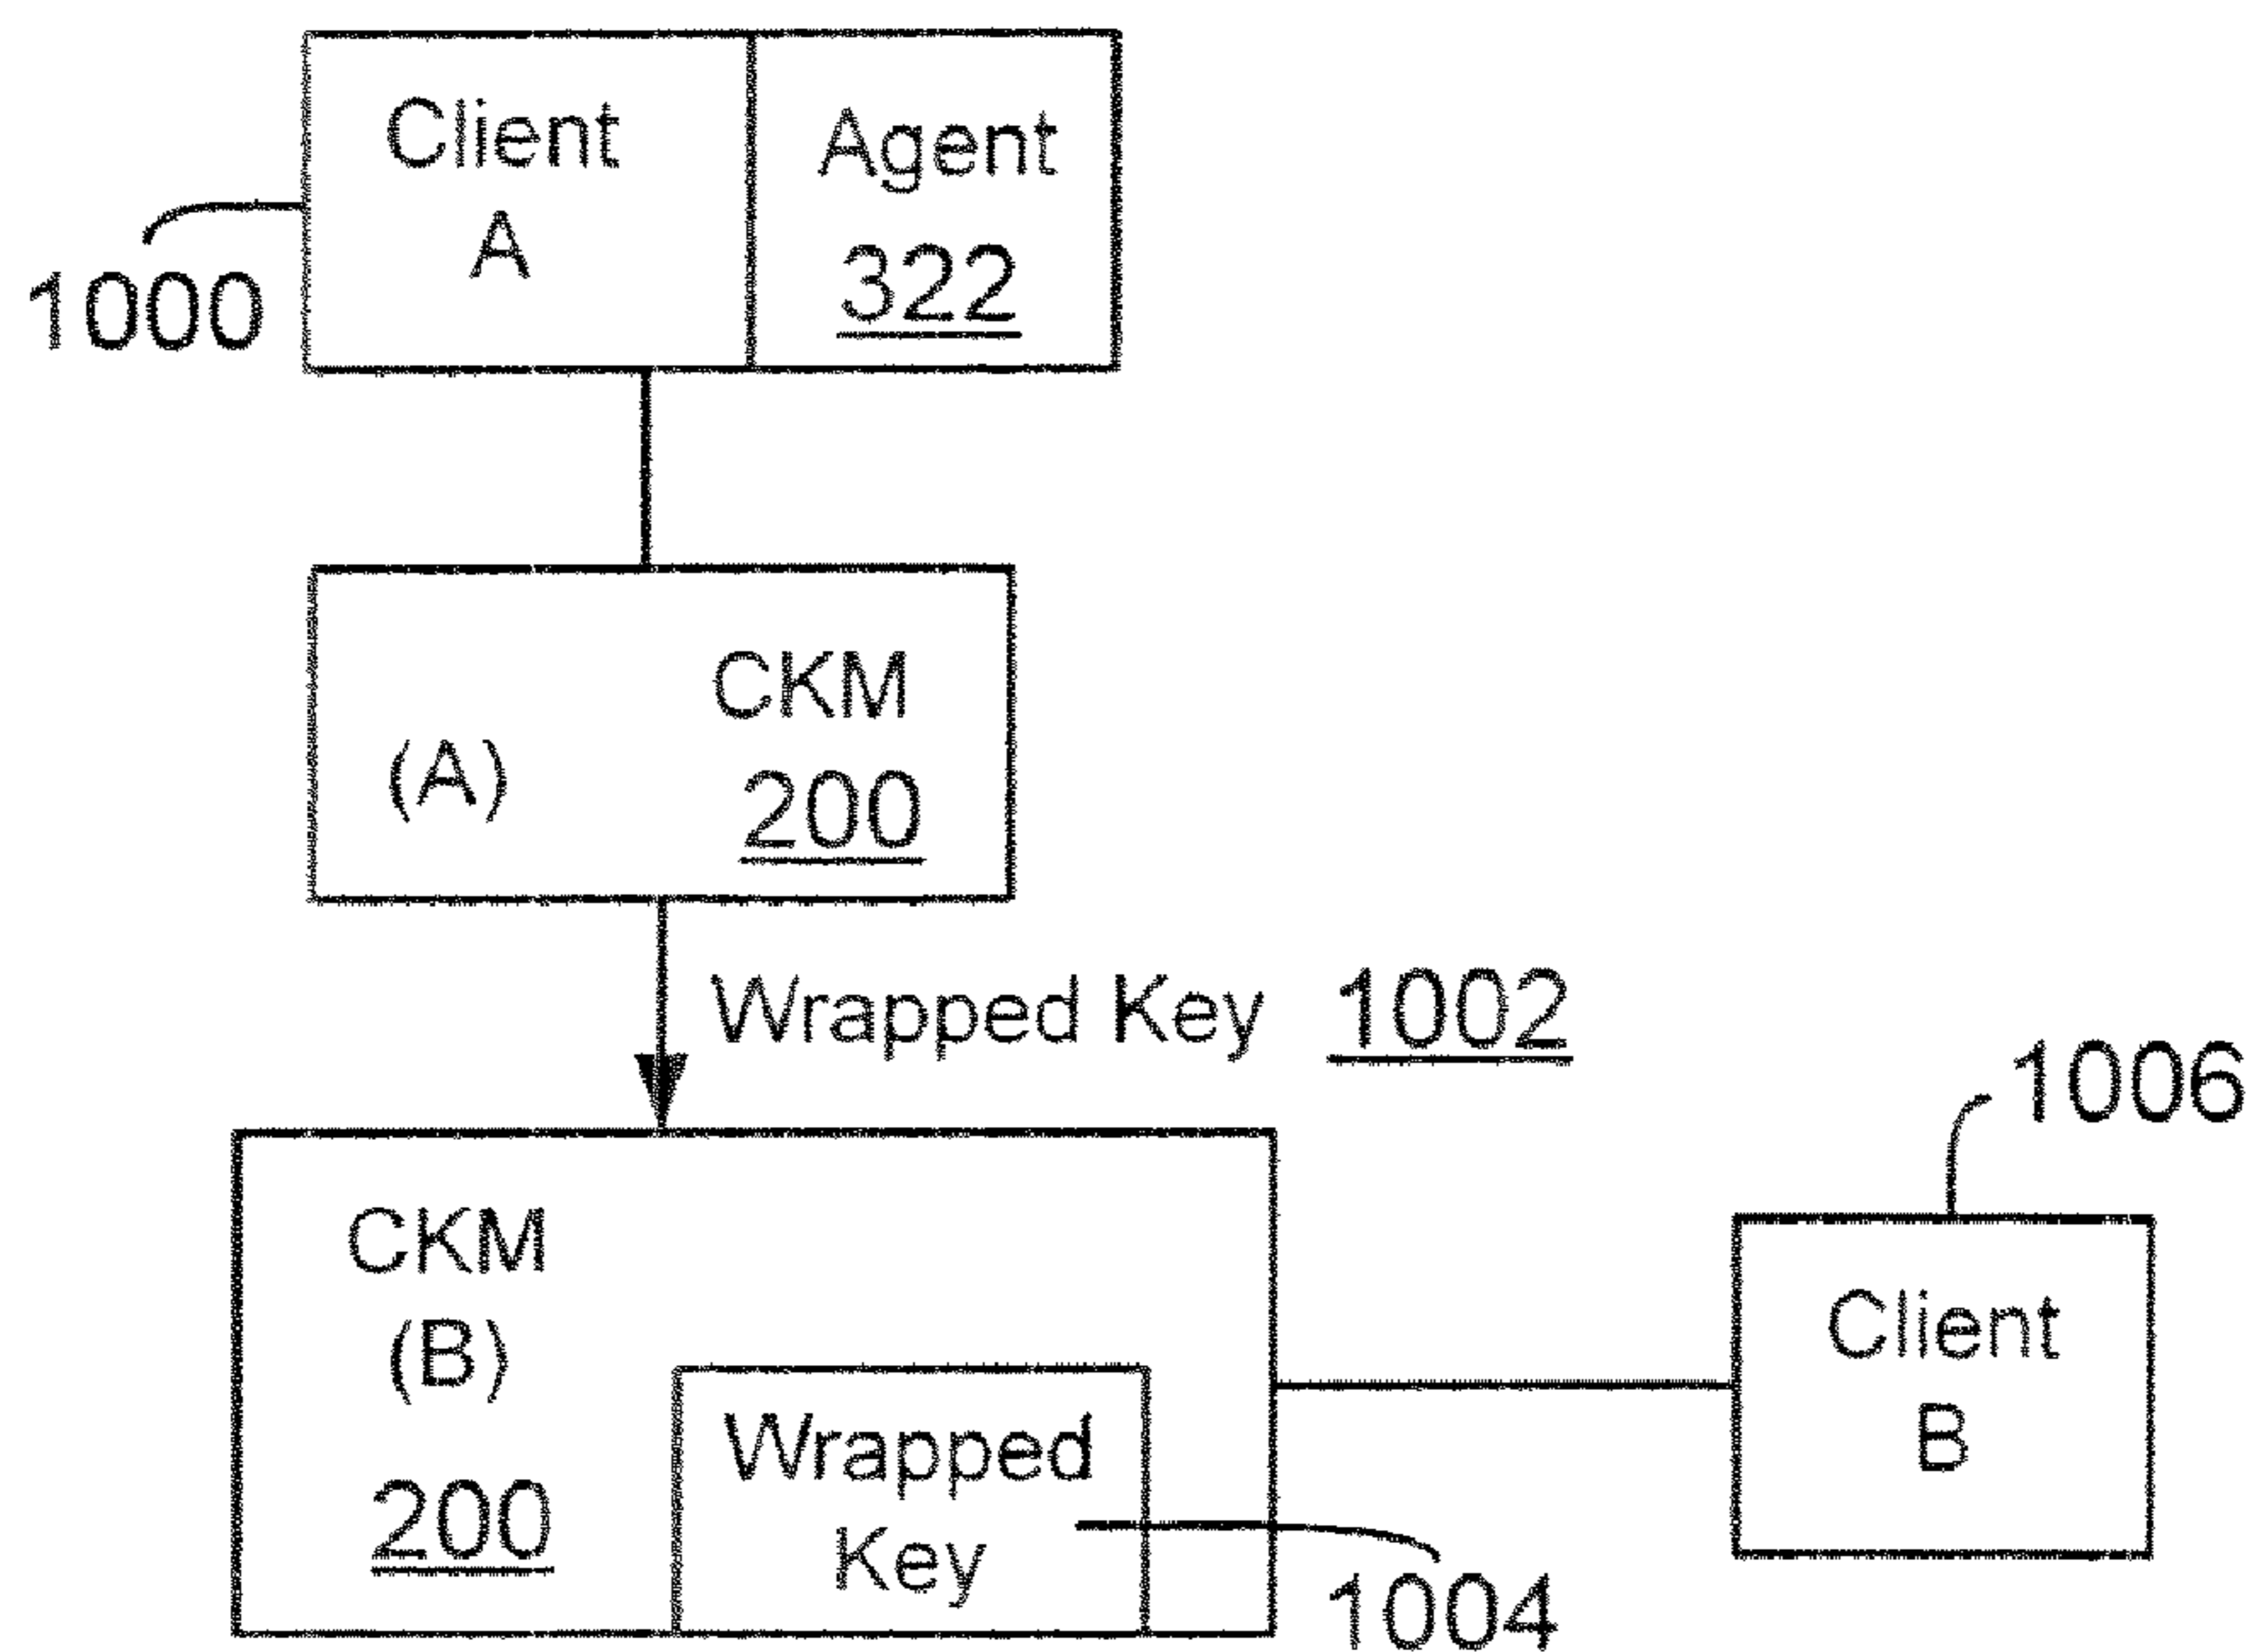 Client
A
Agent
322
1000
CKM
(A)
200
Wrapped Key 1002
1006
CKM
(B)
200
Wrapped
Key
1004
Client
B